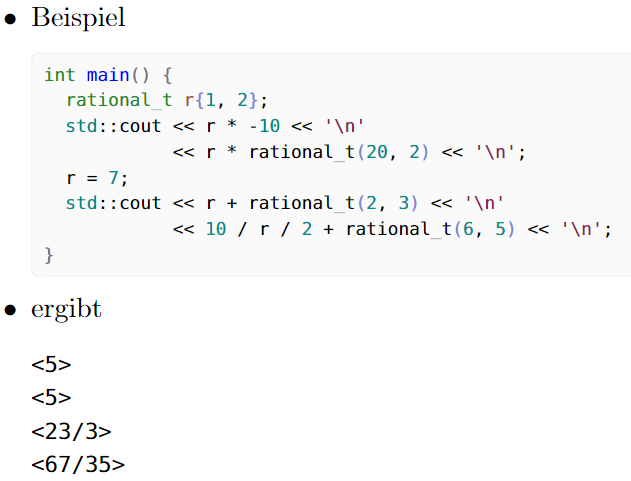 • Beispiel
int main() {
  rational_t r{1, 2};
  std::cout << r * -10 << '\n'
            << r * rational_t(20, 2) << '\n';
  r = 7;
  std::cout << r + rational_t(2, 3) << '\n'
            << 10 / r / 2 + rational_t(6, 5) << '\n';
}
• ergibt
<5>
<5>
<23/3>
<67/35>